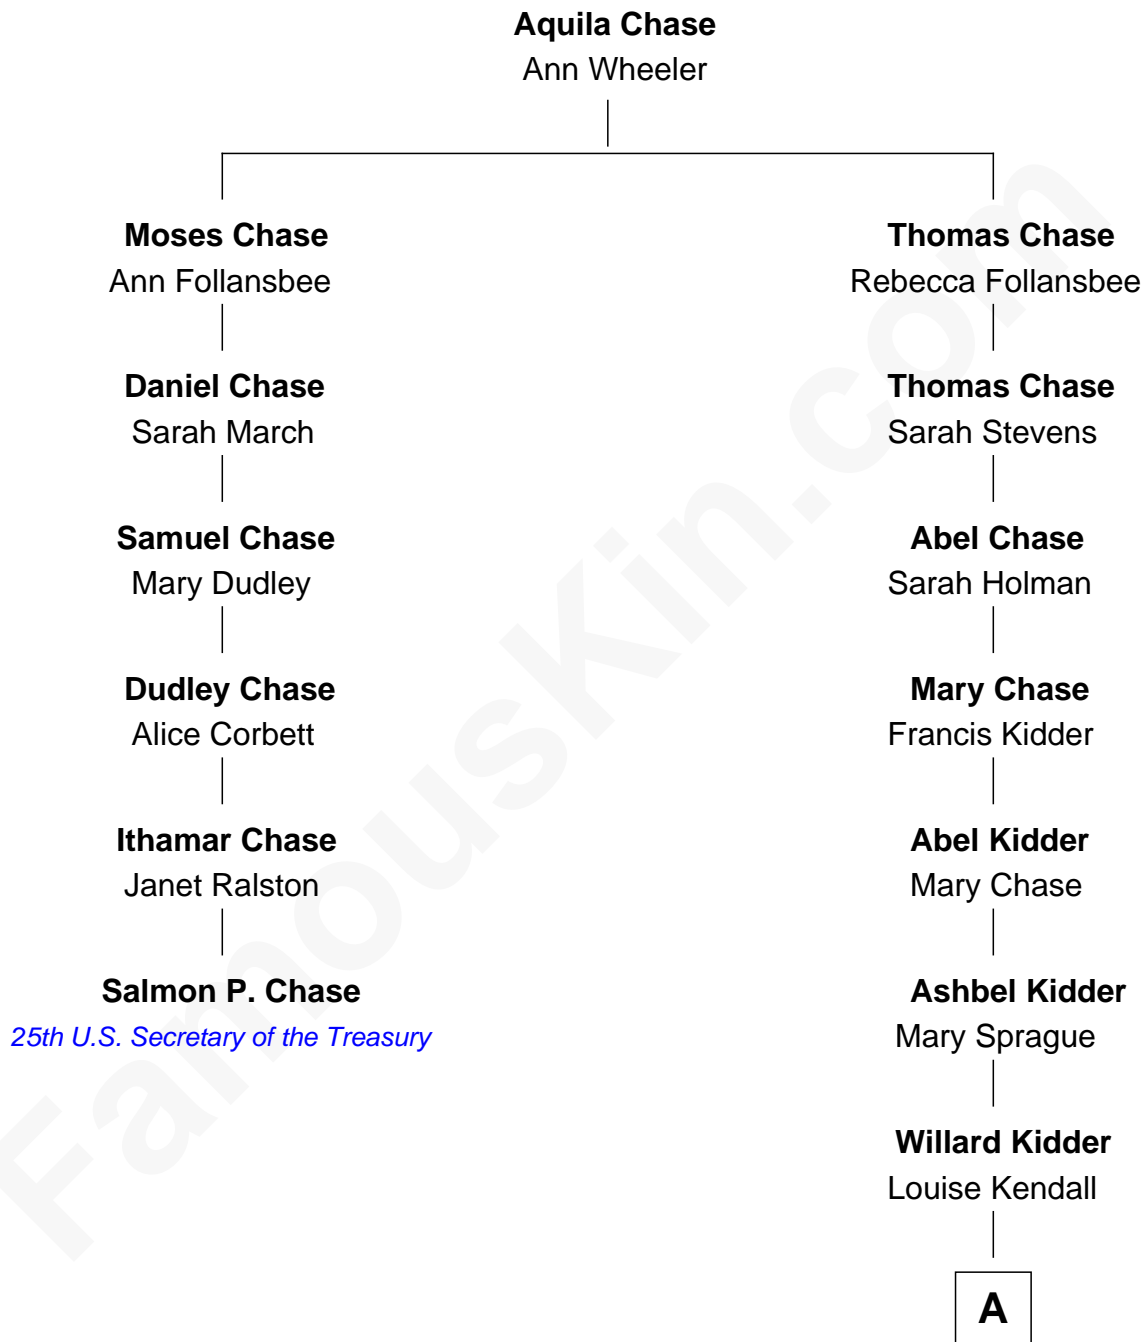 Aquila Chase
Ann Wheeler
Moses Chase
Ann Follansbee
Daniel Chase
Sarah March
Samuel Chase
Mary Dudley
Dudley Chase
Alice Corbett
Ithamar Chase
Janet Ralston
Salmon P. Chase
25th U.S. Secretary of the Treasury
Thomas Chase
Rebecca Follansbee
Thomas Chase
Sarah Stevens
Abel Chase
Sarah Holman
Mary Chase
Francis Kidder
Abel Kidder
Mary Chase
Ashbel Kidder
Mary Sprague
Willard Kidder
Louise Kendall
A
FamousKin.com